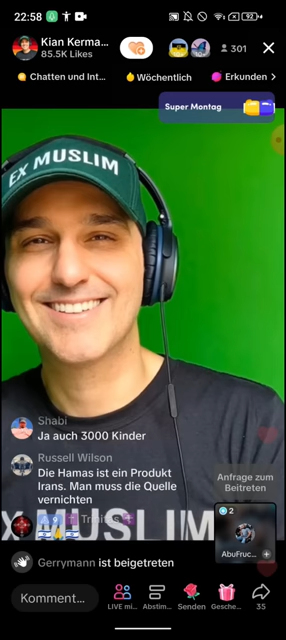 22:58
92
Kian Kerma...
85.5K Likes
301
Chatten und Int...
Wöchentlich
Erkunden
Super Montag
EX MUSLIM
Shabi
Ja auch 3000 Kinder
Russell Wilson
Die Hamas ist ein Produkt
Irans. Man muss die Quelle
vernichten
Anfrage zum
Beitreten
2
AbuFruc...
X MUSLIM
Gerrymann ist beigetreten
Komment...
LIVE mi...
Abstim...
Senden
Gesche...
35